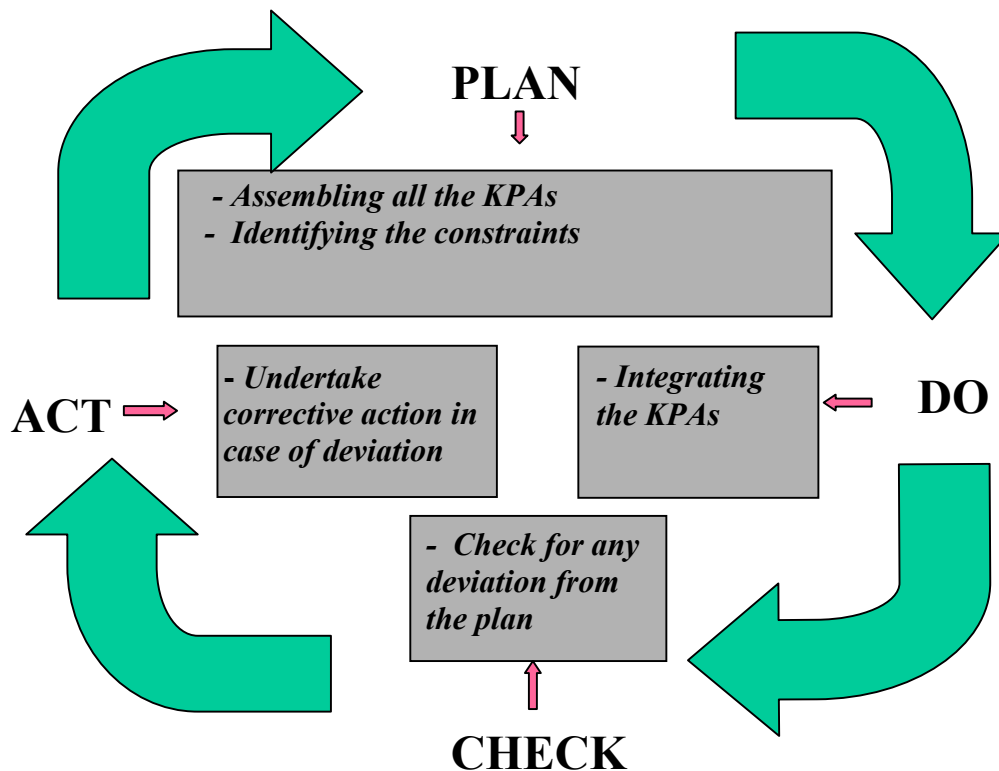 PLAN
- Assembling all the KPAs
- Identifying the constraints
- Undertake
corrective action in
case of deviation
- Integrating
the KPAs
ACT
DO
- Check for any
deviation from
the plan
CHECK